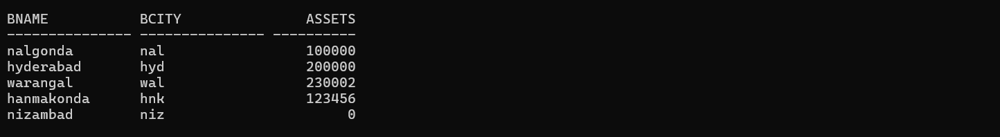 BNAME           BCITY               ASSETS
--------------- --------------- ----------
nalgonda        nal                 100000
hyderabad       hyd                 200000
warangal        wal                 230002
hanmakonda      hnk                 123456
nizambad        niz                      0